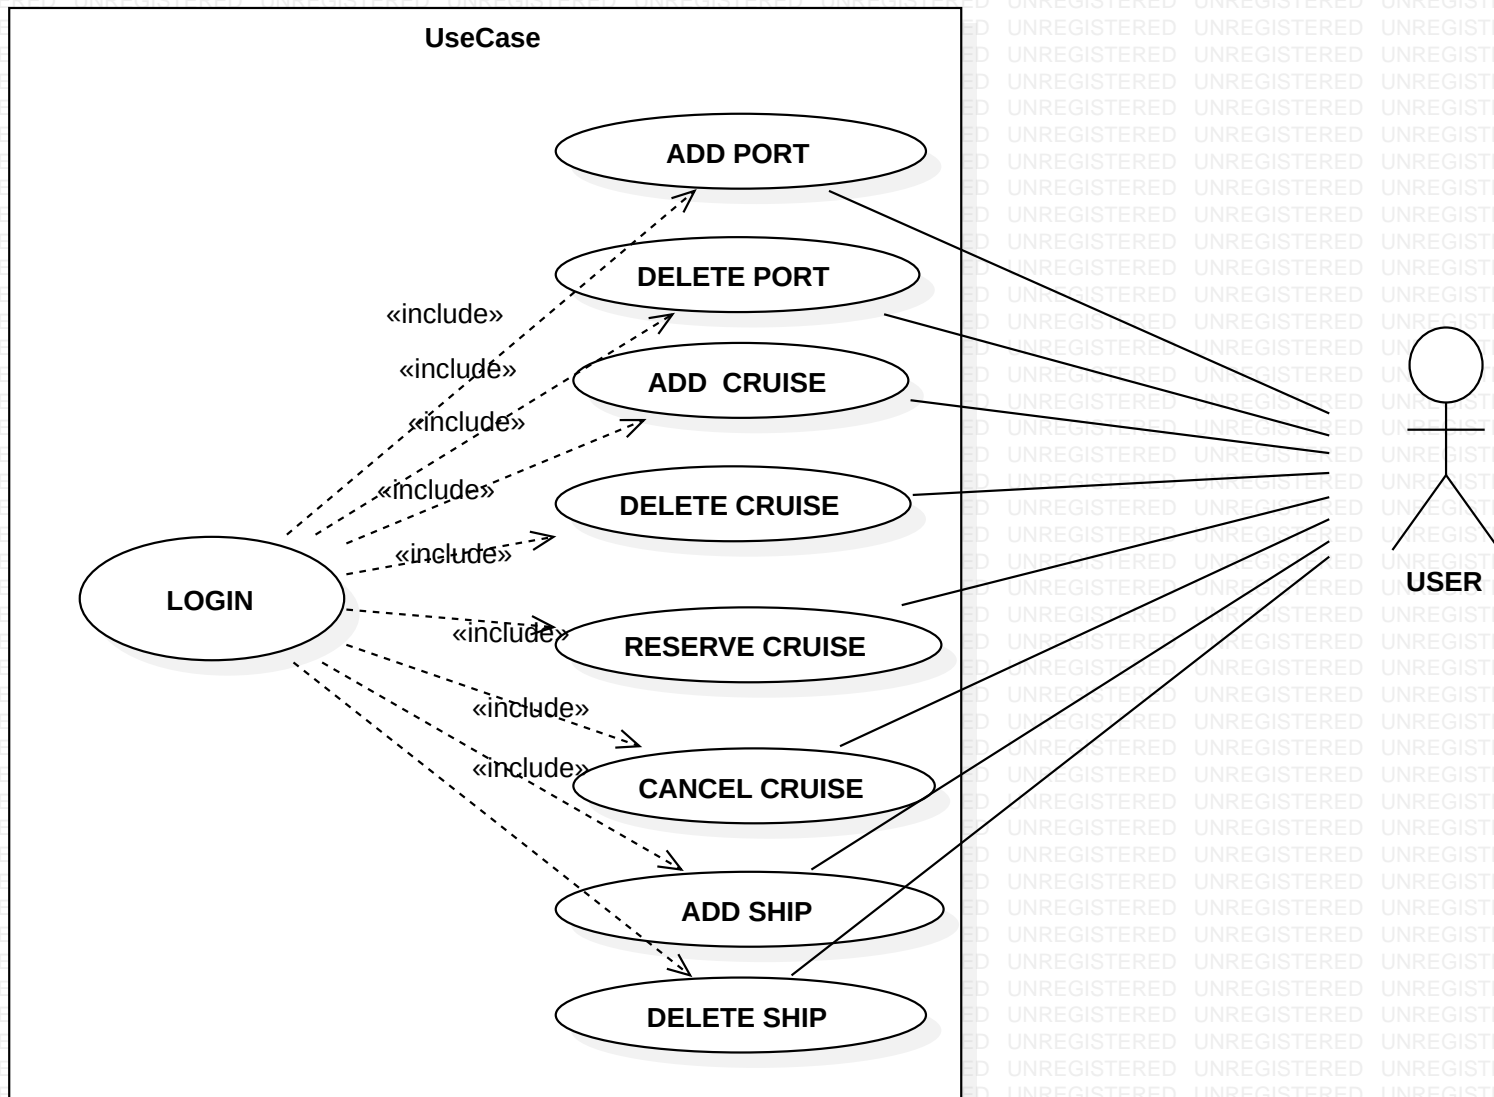 UseCase
ADD PORT
DELETE PORT
«include»
«include»
ADD  CRUISE
«include»
«include»
DELETE CRUISE
«include»
LOGIN
USER
«include»
RESERVE CRUISE
«include»
«include»
CANCEL CRUISE
ADD SHIP
DELETE SHIP
UNREGISTERED